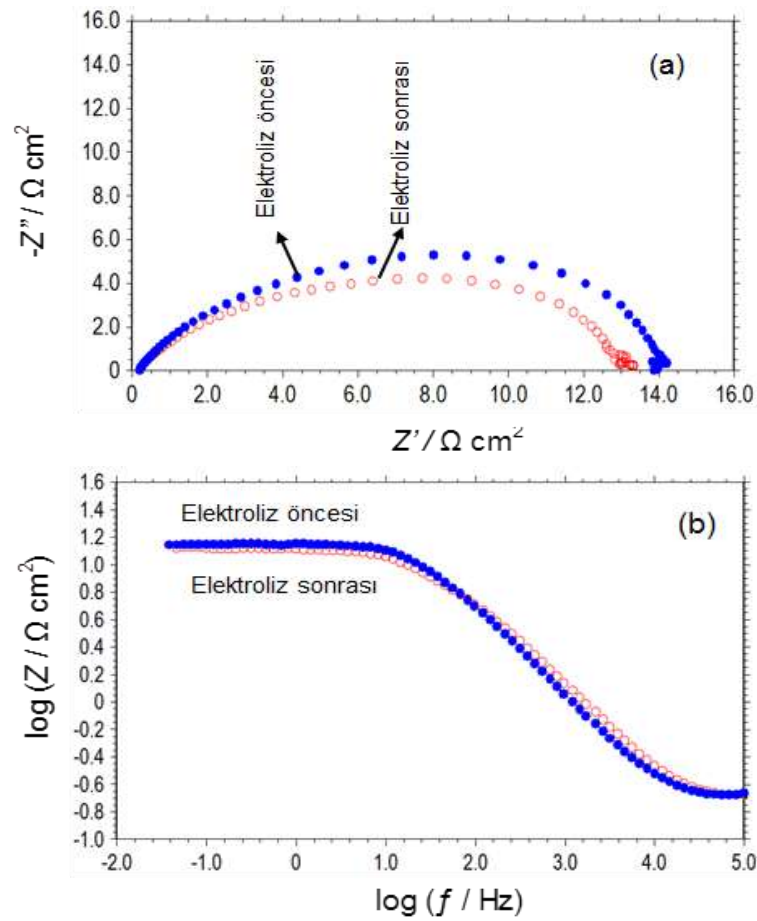 16.0
14.0
12.0
10.0
8.0
6.0
4.0
2.0
0
-Z”/ Ω cm²
Elektroliz öncesi
Elektroliz sonrası
(a)
0 2.0 4.0 6.0 8.0 10.0 12.0 14.0 16.0
Z’/ Ω cm²
1.6
1.4
1.2
1.0
0.8
0.6
0.4
0.2
0
-0.2
-0.4
-0.6
-0.8
-1.0
log (Z / Ω cm²)
Elektroliz öncesi
Elektroliz sonrası
(b)
-2.0 -1.0 0 1.0 2.0 3.0 4.0 5.0
log (f / Hz)